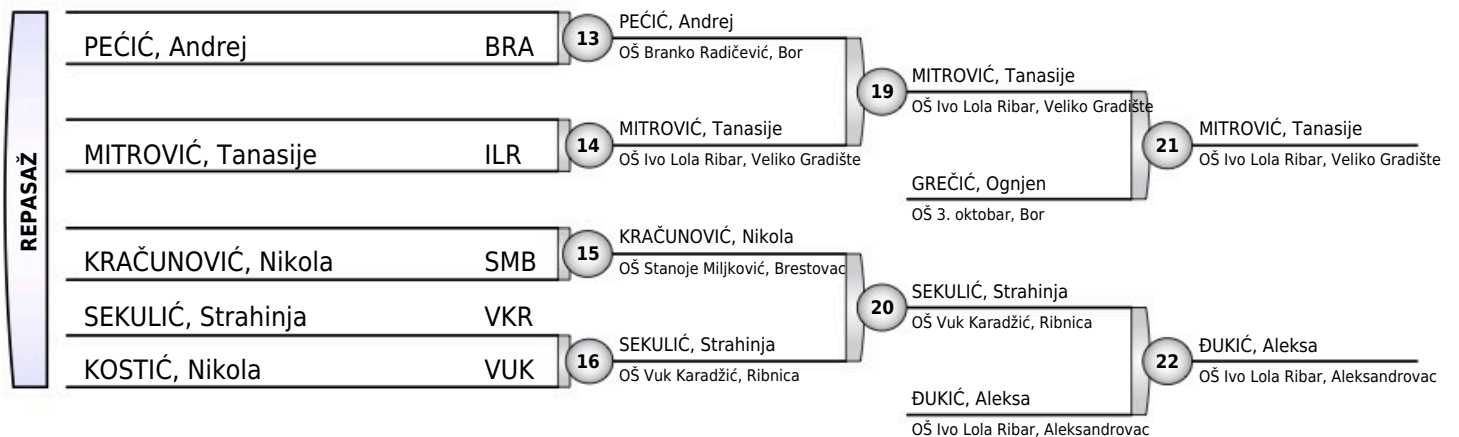 REPASAŽ
PEĆIĆ, Andrej BRA
MITROVIĆ, Tanasije ILR
KRAČUNOVIĆ, Nikola SMB
SEKULIĆ, Strahinja VKR
KOSTIĆ, Nikola VUK
13
PEĆIĆ, Andrej
OŠ Branko Radičević, Bor
14
MITROVIĆ, Tanasije
OŠ Ivo Lola Ribar, Veliko Gradište
15
KRAČUNOVIĆ, Nikola
OŠ Stanoje Miljković, Brestovac
16
SEKULIĆ, Strahinja
OŠ Vuk Karadžić, Ribnica
19
MITROVIĆ, Tanasije
OŠ Ivo Lola Ribar, Veliko Gradište
GREČIĆ, Ognjen
OŠ 3. oktobar, Bor
20
SEKULIĆ, Strahinja
OŠ Vuk Karadžić, Ribnica
ĐUKIĆ, Aleksa
OŠ Ivo Lola Ribar, Aleksandrovac
21
MITROVIĆ, Tanasije
OŠ Ivo Lola Ribar, Veliko Gradište
22
ĐUKIĆ, Aleksa
OŠ Ivo Lola Ribar, Aleksandrovac